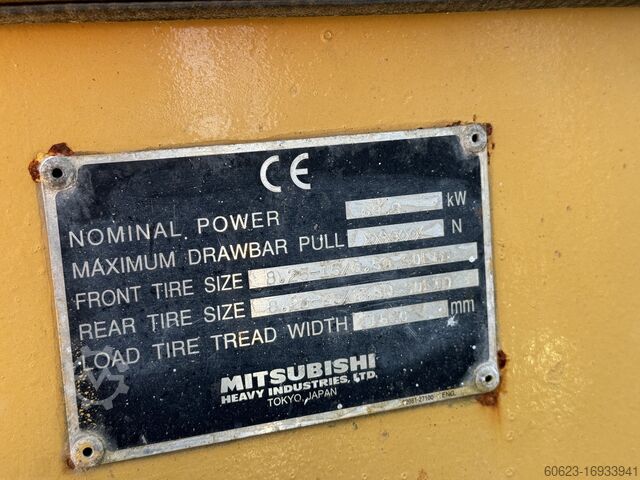 CE
NOMINAL POWER kW
MAXIMUM DRAWBAR PULL N
FRONT TIRE SIZE
REAR TIRE SIZE
LOAD TIRE TREAD WIDTH mm
MITSUBISHI
HEAVY INDUSTRIES, LTD.
TOKYO, JAPAN
ENG.
60623-16933941